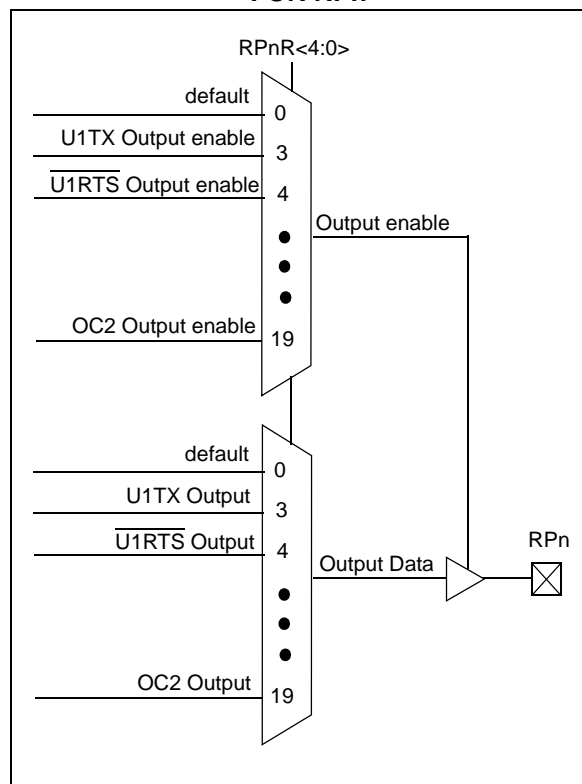 RPnR<4:0>
default
0
U1TX Output enable
3
U1RTS Output enable
4
Output enable
OC2 Output enable
19
default
0
U1TX Output
3
U1RTS Output
4
RPn
Output Data
OC2 Output
19